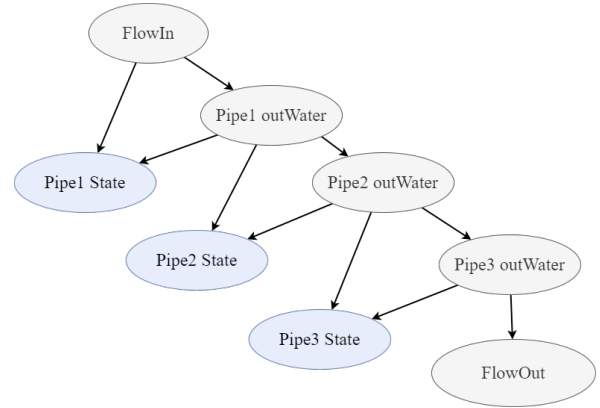 FlowIn
Pipe1 outWater
Pipe1 State
Pipe2 outWater
Pipe2 State
Pipe3 outWater
Pipe3 State
FlowOut